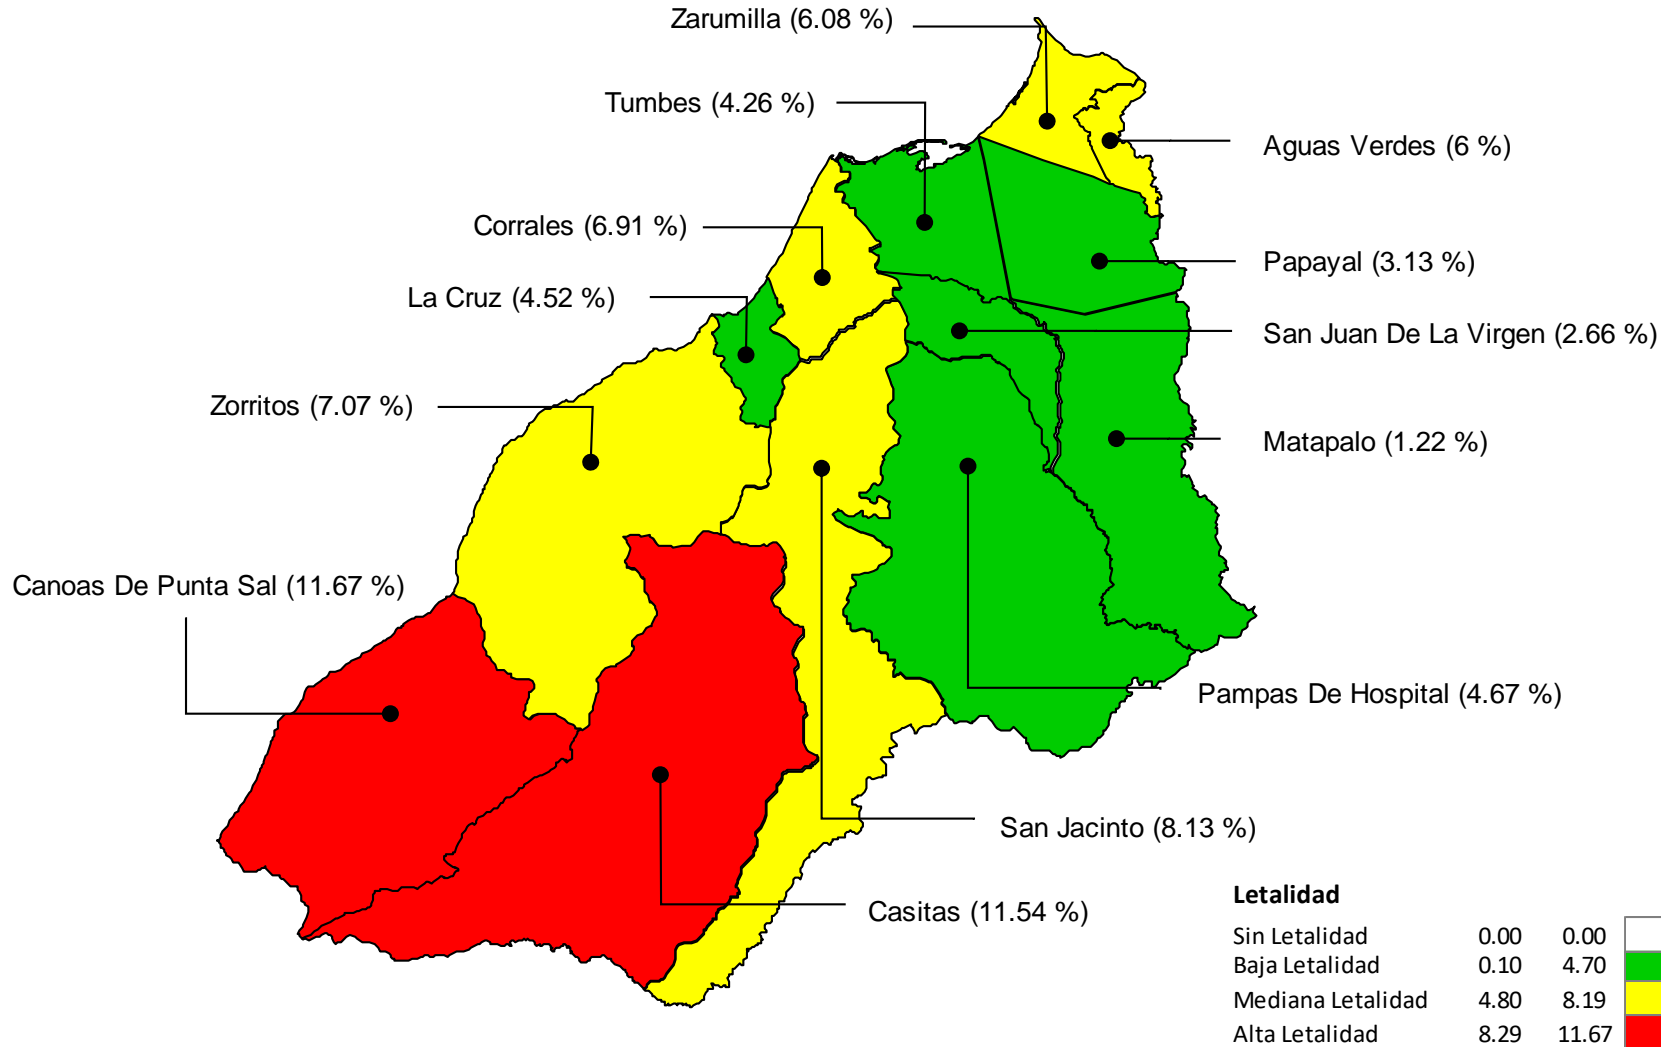 Zarumilla (6.08 %)
Tumbes (4.26 %)
Aguas Verdes (6 %)
Corrales (6.91 %)
Papayal (3.13 %)
La Cruz (4.52 %)
San Juan De La Virgen (2.66 %)
Zorritos (7.07 %)
Matapalo (1.22 %)
Canoas De Punta Sal (11.67 %)
Pampas De Hospital (4.67 %)
San Jacinto (8.13 %)
Casitas (11.54 %)
Letalidad
Sin Letalidad 0.00 0.00
Baja Letalidad 0.10 4.70
Mediana Letalidad 4.80 8.19
Alta Letalidad 8.29 11.67